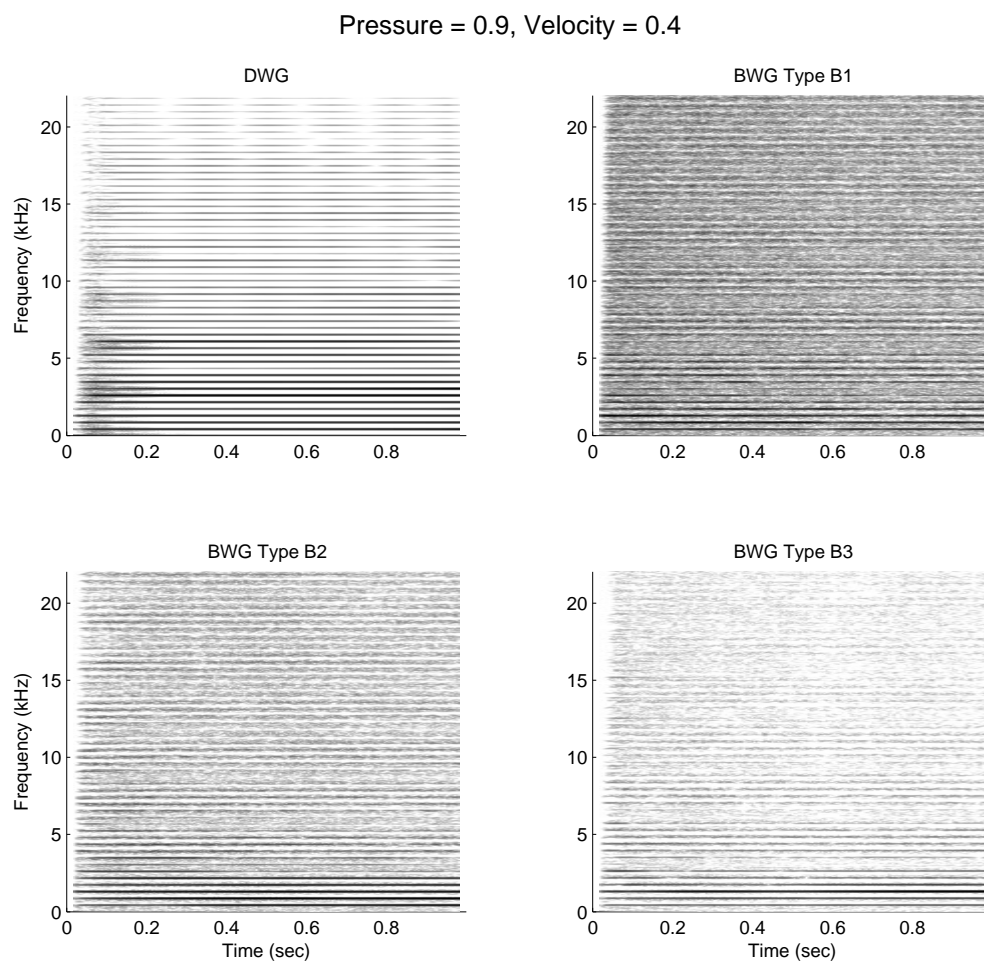 Pressure = 0.9, Velocity = 0.4
DWG
Frequency (kHz)
20
15
10
5
0
0 0.2 0.4 0.6 0.8
BWG Type B1
20
15
10
5
0
0 0.2 0.4 0.6 0.8
BWG Type B2
Frequency (kHz)
20
15
10
5
0
0 0.2 0.4 0.6 0.8
Time (sec)
BWG Type B3
20
15
10
5
0
0 0.2 0.4 0.6 0.8
Time (sec)